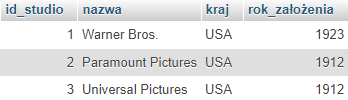 id_studio nazwa kraj rok_założenia
1 Warner Bros. USA 1923
2 Paramount Pictures USA 1912
3 Universal Pictures USA 1912